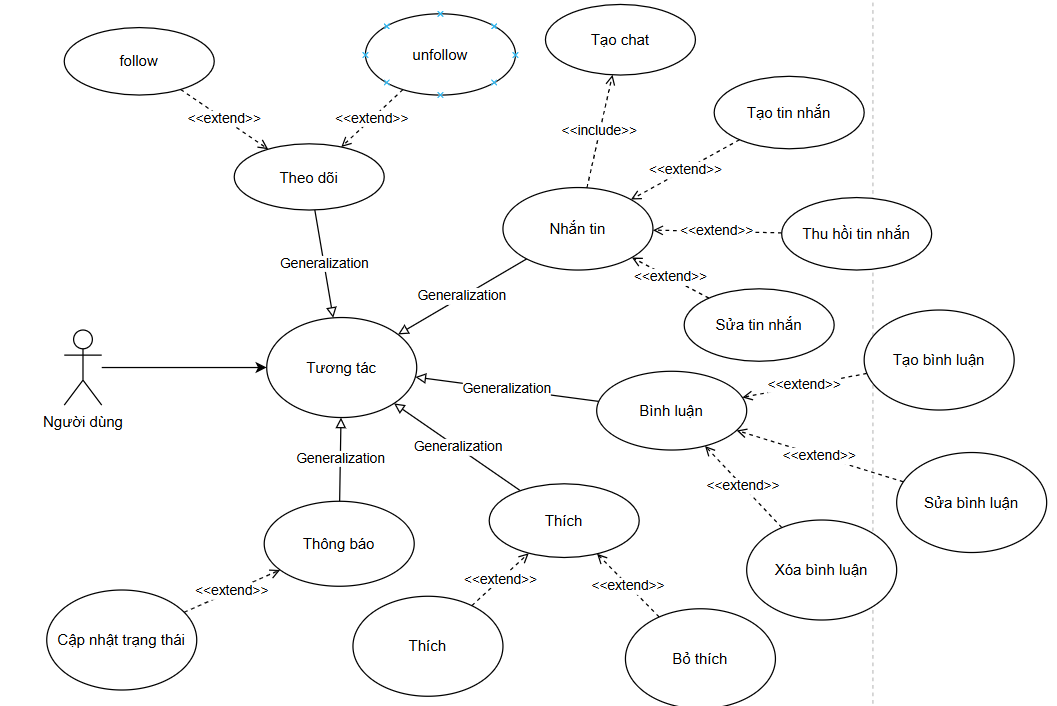 follow
unfollow
Tạo chat
Tạo tin nhắn
<<extend>>
<<extend>>
<<include>>
<<extend>>
Theo dõi
Nhắn tin
<<extend>>
Thu hồi tin nhắn
Generalization
<<extend>>
Generalization
Sửa tin nhắn
Tương tác
Tạo bình luận
Generalization
<<extend>>
Người dùng
Bình luận
Generalization
Generalization
<<extend>>
<<extend>>
Sửa bình luận
Thích
Thông báo
Xóa bình luận
<<extend>>
<<extend>>
<<extend>>
Cập nhật trạng thái
Thích
Bỏ thích